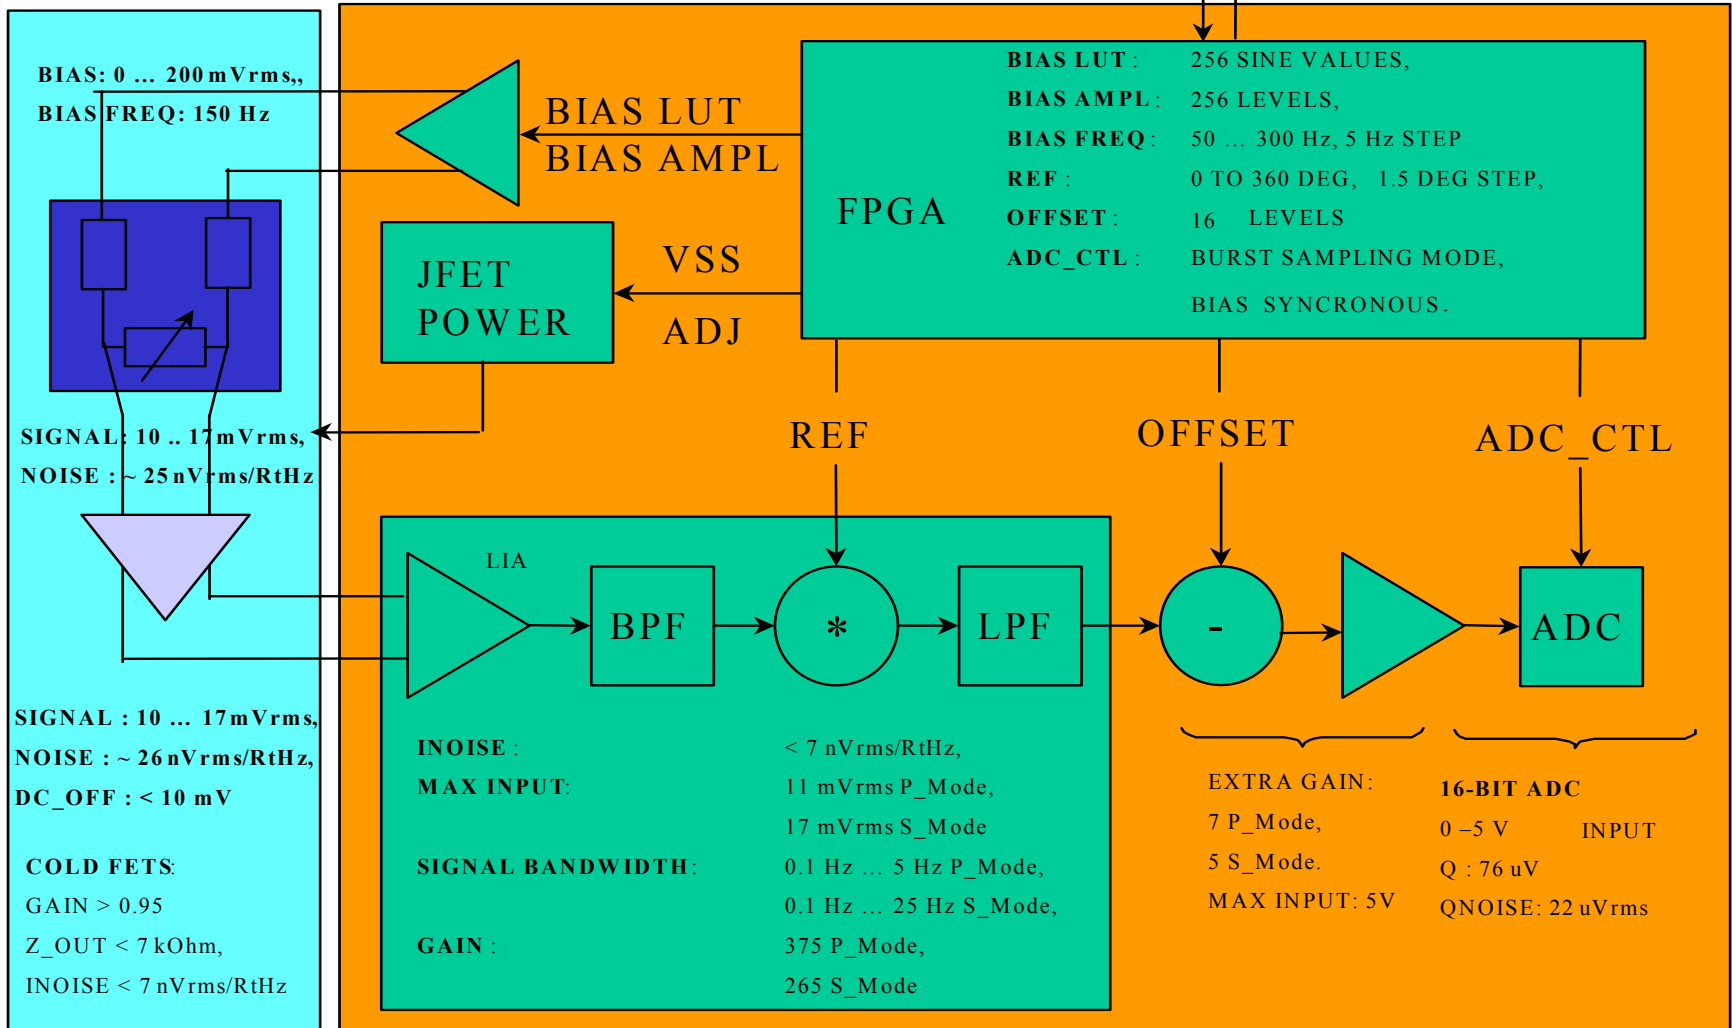 BIAS: 0 ... 200 mVrms,,
BIAS FREQ: 150 Hz
BIAS LUT
BIAS AMPL
FPGA
BIAS LUT : 256 SINE VALUES,
BIAS AMPL : 256 LEVELS,
BIAS FREQ : 50 ... 300 Hz, 5 Hz STEP
REF : 0 TO 360 DEG, 1.5 DEG STEP,
OFFSET : 16 LEVELS
ADC_CTL : BURST SAMPLING MODE,
BIAS SYNCRONOUS.
JFET
POWER
VSS
ADJ
SIGNAL: 10 .. 17 mVrms,
NOISE : ~ 25 nVrms/RtHz
REF
OFFSET
ADC_CTL
LIA
BPF
*
LPF
-
ADC
SIGNAL : 10 ... 17 mVrms,
NOISE : ~ 26 nVrms/RtHz,
DC_OFF : < 10 mV
COLD FETS:
GAIN > 0.95
Z_OUT < 7 kOhm,
INOISE < 7 nVrms/RtHz
INOISE : < 7 nVrms/RtHz,
MAX INPUT: 11 mVrms P_Mode,
17 mVrms S_Mode
SIGNAL BANDWIDTH : 0.1 Hz ... 5 Hz P_Mode,
0.1 Hz ... 25 Hz S_Mode,
GAIN : 375 P_Mode,
265 S_Mode
EXTRA GAIN:
7 P_Mode,
5 S_Mode.
MAX INPUT: 5V
16-BIT ADC
0 –5 V INPUT
Q : 76 uV
QNOISE: 22 uVrms